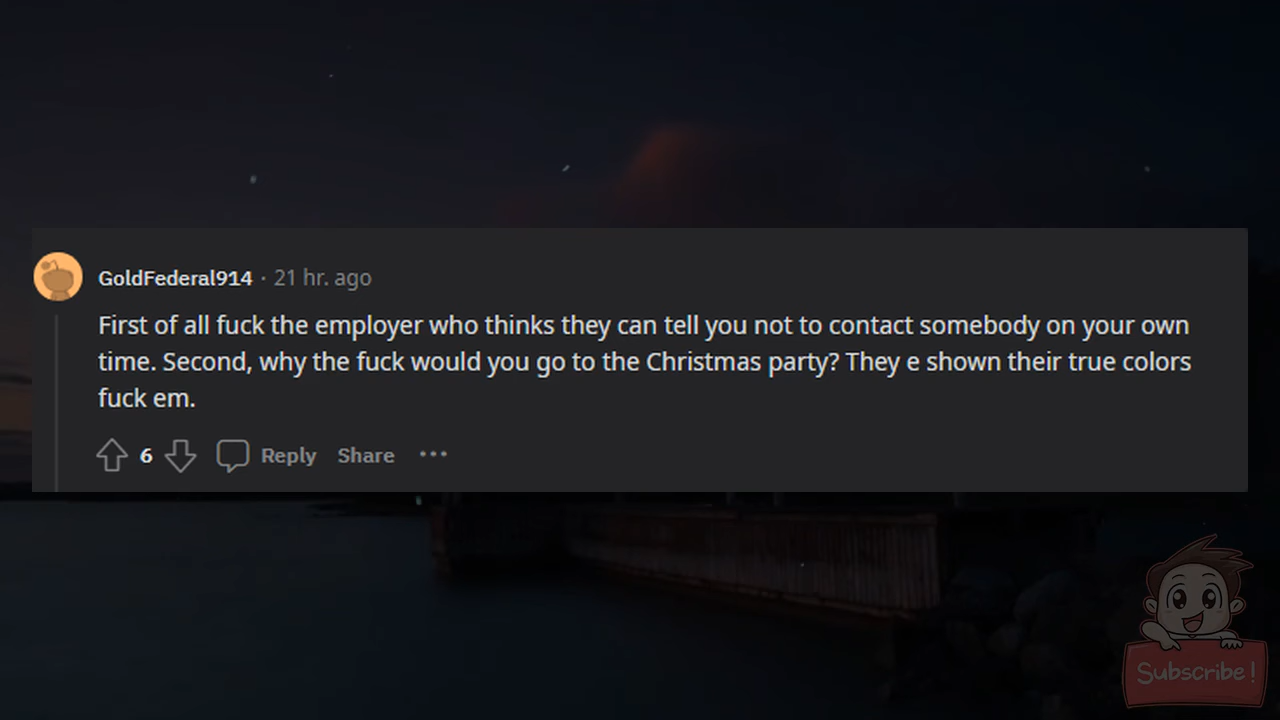 GoldFederal914 · 21 hr. ago
First of all fuck the employer who thinks they can tell you not to contact somebody on your own
time. Second, why the fuck would you go to the Christmas party? They e shown their true colors
fuck em.
6 Reply Share ···
Subscribe!